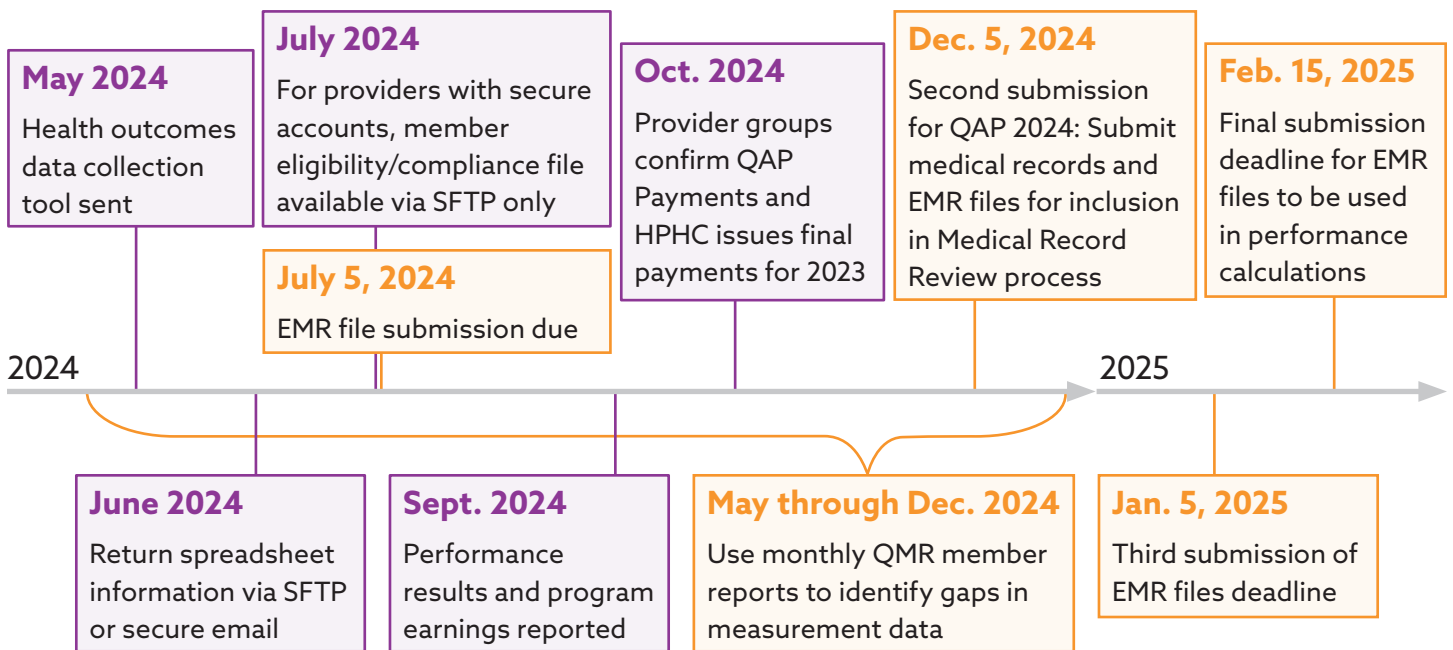 May 2024
Health outcomes
data collection
tool sent
July 2024
For providers with secure
accounts, member
eligibility/compliance file
available via SFTP only
July 5, 2024
EMR file submission due
Oct. 2024
Provider groups
confirm QAP
Payments and
HPHC issues final
payments for 2023
Dec. 5, 2024
Second submission
for QAP 2024: Submit
medical records and
EMR files for inclusion
in Medical Record
Review process
Feb. 15, 2025
Final submission
deadline for EMR
files to be used
in performance
calculations
2024
2025
June 2024
Return spreadsheet
information via SFTP
or secure email
Sept. 2024
Performance
results and program
earnings reported
May through Dec. 2024
Use monthly QMR member
reports to identify gaps in
measurement data
Jan. 5, 2025
Third submission of
EMR files deadline